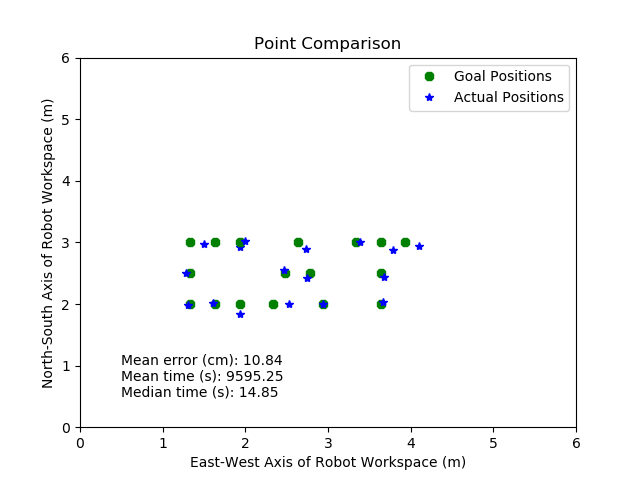 Point Comparison
Goal Positions
Actual Positions
North-South Axis of Robot Workspace (m)
6
5
4
3
2
1
0
Mean error (cm): 10.84
Mean time (s): 9595.25
Median time (s): 14.85
0 1 2 3 4 5 6
East-West Axis of Robot Workspace (m)